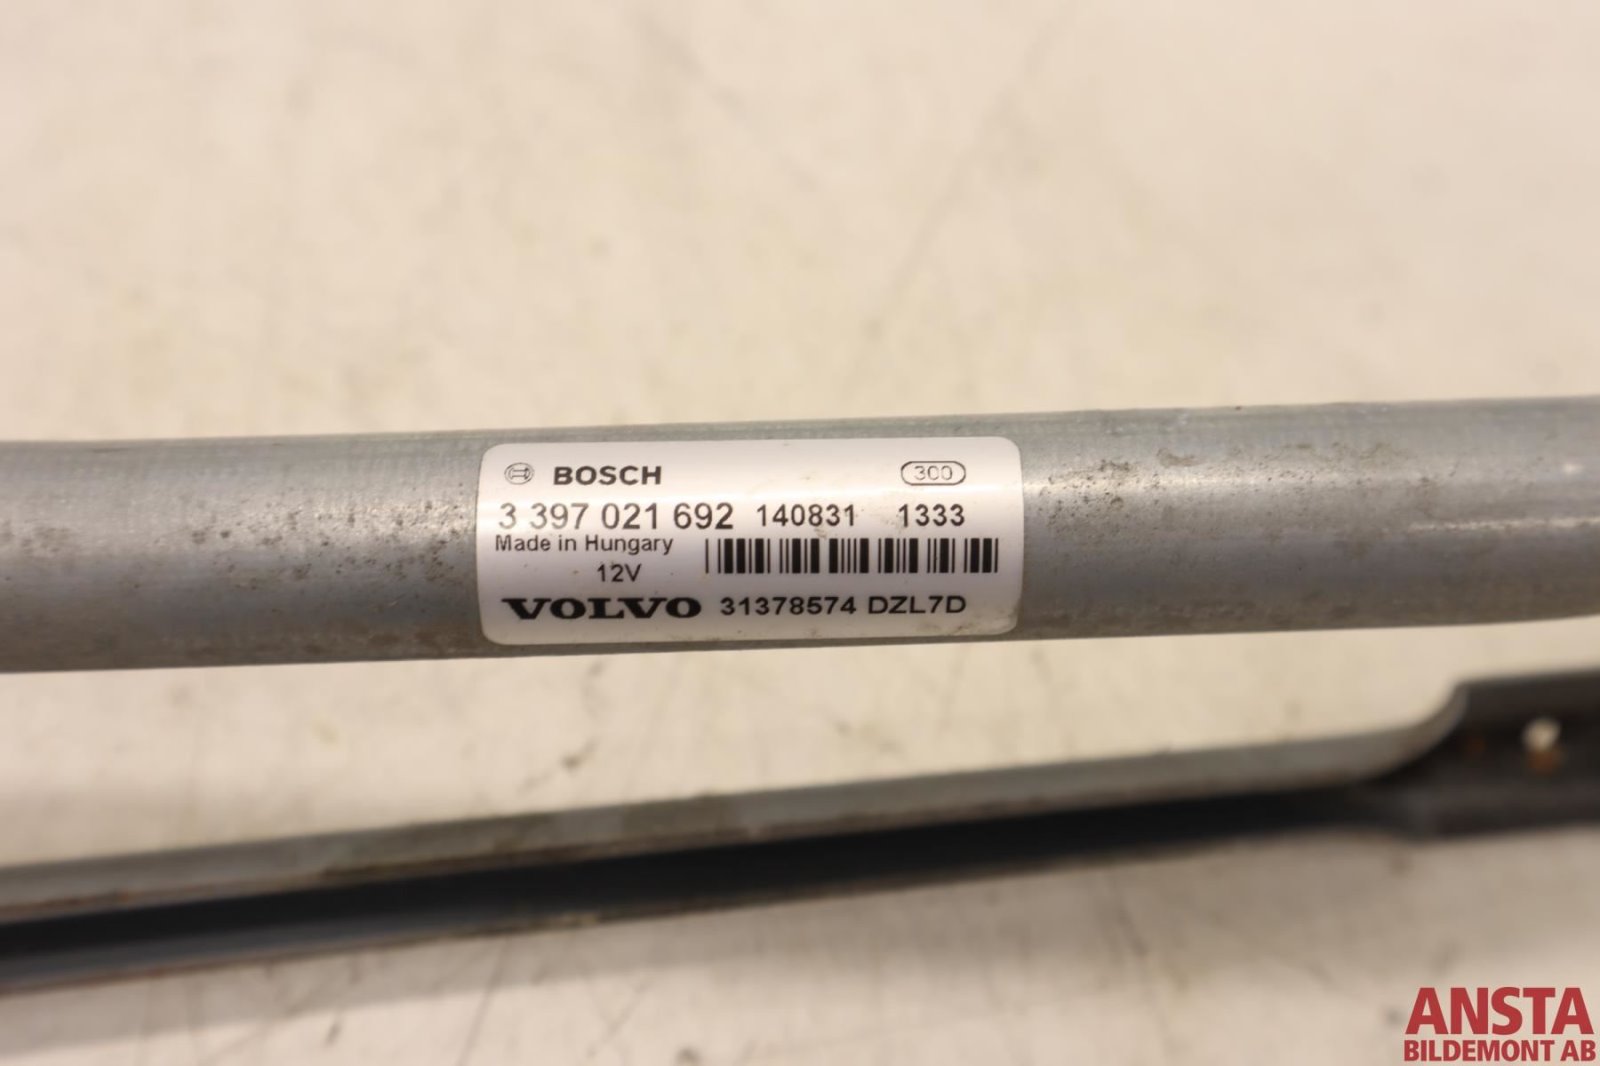 BOSCH 300
3 397 021 692 140831 1333
Made in Hungary
12V
VOLVO 31378574 DZL7D
ANSTA
BILDEMONT AB